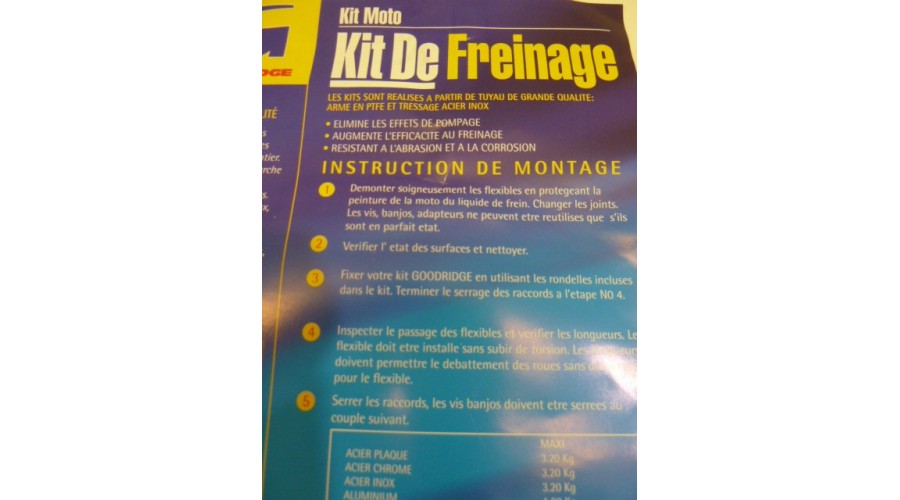 Kit Moto
Kit De Freinage
LES KITS SONT REALISES A PARTIR DE TUYAU DE GRANDE QUALITE:
ARME EN PTFE ET TRESSAGE ACIER INOX
• ELIMINE LES EFFETS DE POMPAGE
• AUGMENTE L'EFFICACITE AU FREINAGE
• RESISTANT A L'ABRASION ET A LA CORROSION
INSTRUCTION DE MONTAGE
1 Demonter soigneusement les flexibles en protegeant la
peinture de la moto du liquide de frein. Changer les joints.
Les vis, banjos, adapteurs ne peuvent etre reutilises que s'ils
sont en parfait etat.
2 Verifier l' etat des surfaces et nettoyer.
3 Fixer votre kit GOODRIDGE en utilisant les rondelles incluses
dans le kit. Terminer le serrage des raccords a l'etape NO 4.
4 Inspecter le passage des flexibles et verifier les longueurs. Le
flexible doit etre installe sans subir de torsion. Les
doivent permettre le debattement des roues sans
pour le flexible.
5 Serrer les raccords, les vis banjos doivent etre serrees au
couple suivant.
MAXI
ACIER PLAQUE 3.20 Kg
ACIER CHROME 3.20 Kg
ACIER INOX 3.20 Kg
ALUMINIUM